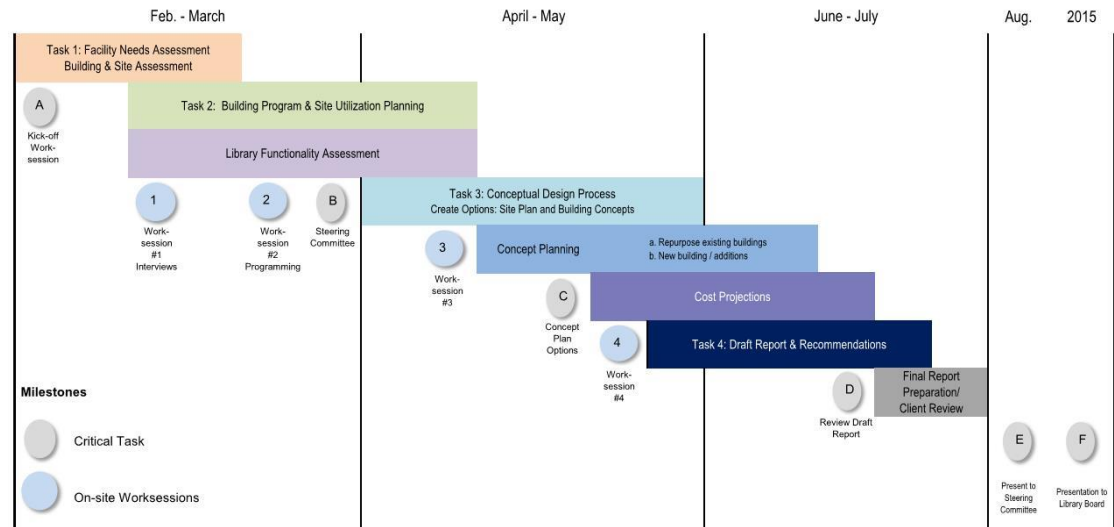 Feb. - March
April - May
June - July
Aug.
2015
Task 1: Facility Needs Assessment
Building & Site Assessment
A
Kick-off
Work-
session
Task 2: Building Program & Site Utilization Planning
Library Functionality Assessment
1
Work-
session
#1
Interviews
2
Work-
session
#2
Programming
B
Steering
Committee
Task 3: Conceptual Design Process
Create Options: Site Plan and Building Concepts
3
Work-
session
#3
Concept Planning
a. Repurpose existing buildings
b. New building / additions
C
Concept
Plan
Options
Cost Projections
4
Work-
session
#4
Task 4: Draft Report & Recommendations
D
Review Draft
Report
Final Report
Preparation/
Client Review
Milestones
Critical Task
On-site Worksessions
E
Present to
Steering
Committee
F
Presentation to
Library Board